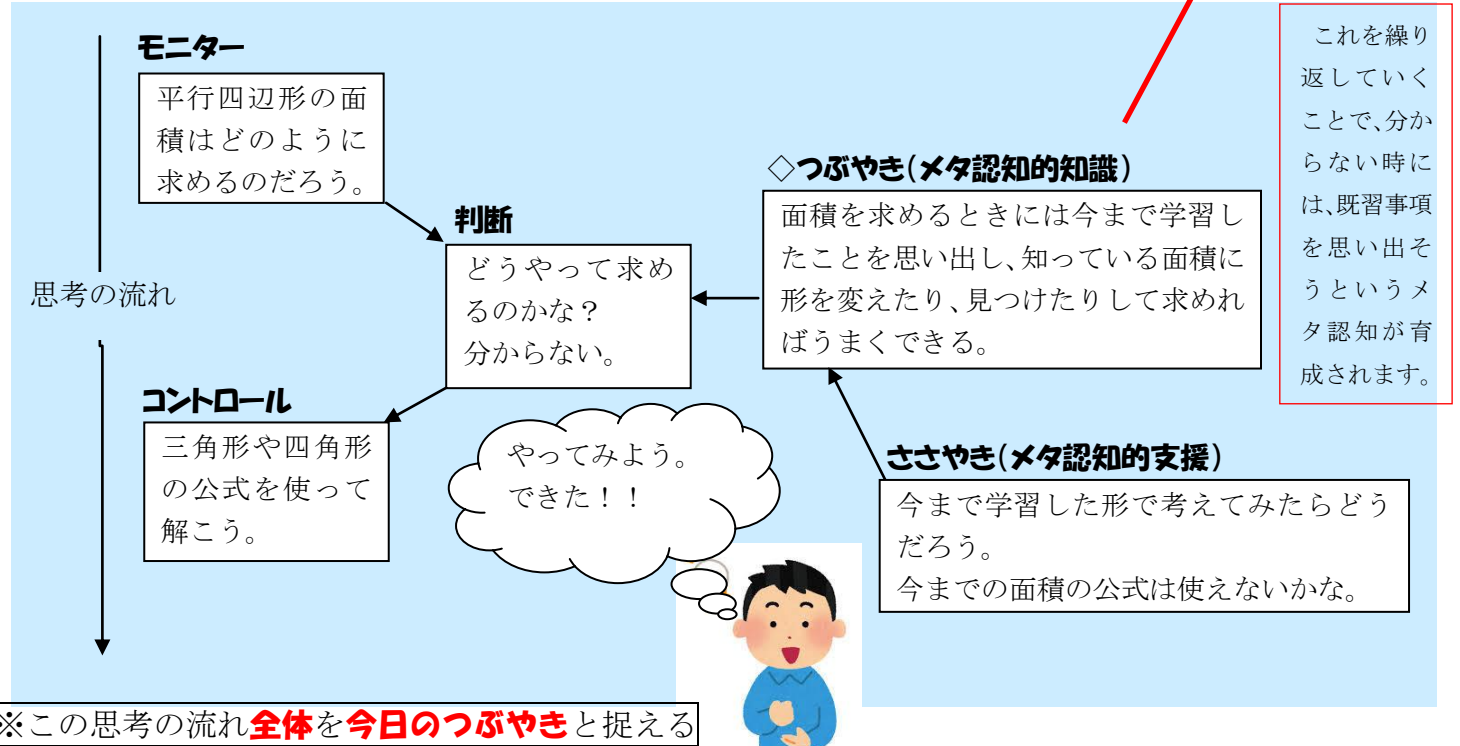 モニター
平行四辺形の面
積はどのように
求めるのだろう。
思考の流れ
判断
どうやって求め
るのかな？
分からない。
◇つぶやき(メタ認知的知識)
面積を求めるときには今まで学習し
たことを思い出し、知っている面積に
形を変えたり、見つけたりして求めれ
ばうまくできる。
これを繰り
返していく
ことで、分か
らない時に
は、既習事項
を思い出そ
うというメ
タ認知が育
成されます。
コントロール
三角形や四角形
の公式を使って
解こう。
やってみよう。
できた！！
ささやき(メタ認知的支援)
今まで学習した形で考えてみたらどう
だろう。
今までの面積の公式は使えないかな。
※この思考の流れ全体を今日のつぶやきと捉える